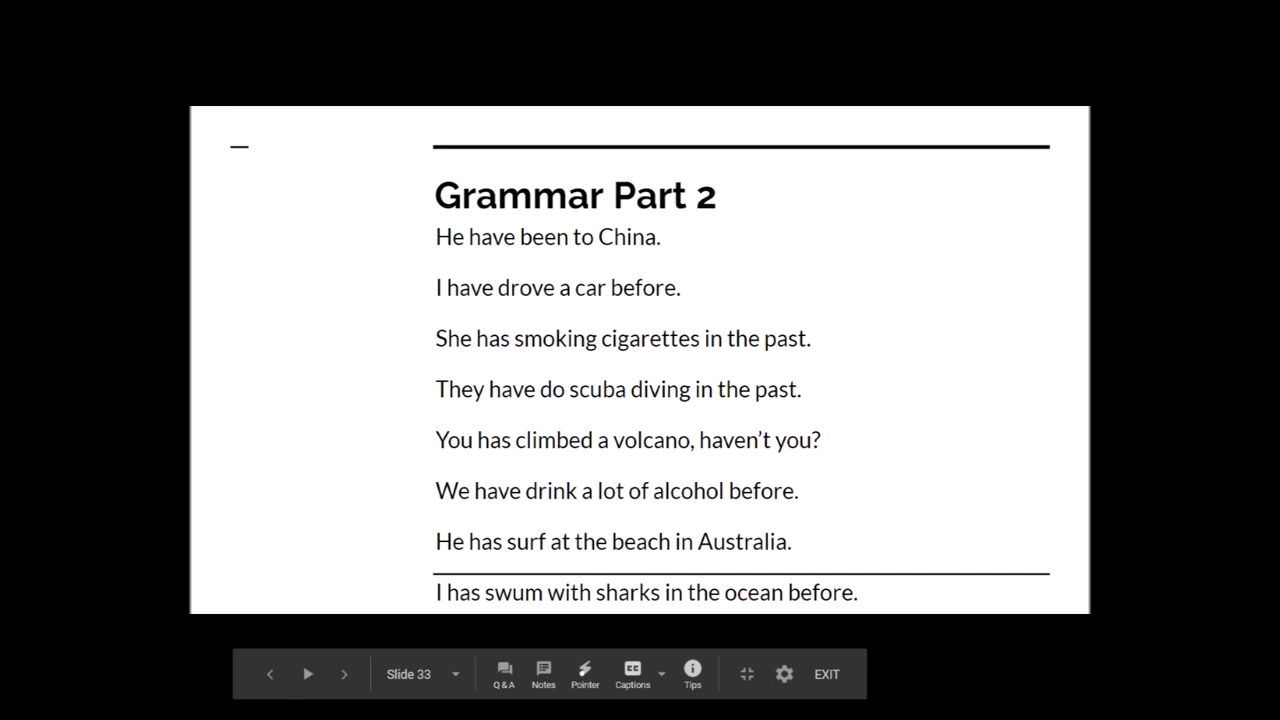 Grammar Part 2
He have been to China.
I have drove a car before.
She has smoking cigarettes in the past.
They have do scuba diving in the past.
You has climbed a volcano, haven’t you?
We have drink a lot of alcohol before.
He has surf at the beach in Australia.
I has swum with sharks in the ocean before.
Slide 33
Q & A
Notes
Pointer
CC
Captions
Tips
EXIT